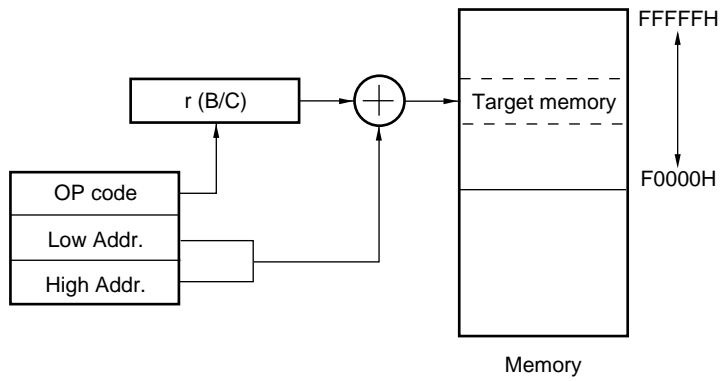 FFFFFH
r (B/C)
Target memory
OP code
F0000H
Low Addr.
High Addr.
Memory